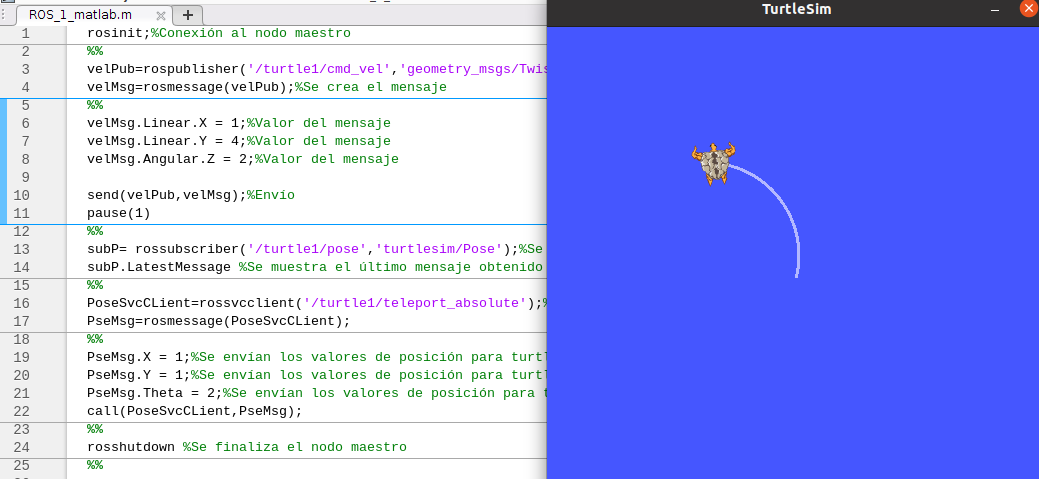 ROS_1_matlab.m
TurtleSim
1 rosinit;%Conexión al nodo maestro
2 %%
3 velPub=rospublisher('/turtle1/cmd_vel','geometry_msgs/Twis
4 velMsg=rosmessage(velPub);%Se crea el mensaje
5 %%
6 velMsg.Linear.X = 1;%Valor del mensaje
7 velMsg.Linear.Y = 4;%Valor del mensaje
8 velMsg.Angular.Z = 2;%Valor del mensaje
9
10 send(velPub,velMsg);%Envío
11 pause(1)
12 %%
13 subP= rossubscriber('/turtle1/pose','turtlesim/Pose');%Se
14 subP.LatestMessage %Se muestra el último mensaje obtenido
15 %%
16 PoseSvcCLient=rossvcclient('/turtle1/teleport_absolute');%
17 PseMsg=rosmessage(PoseSvcCLient);
18 %%
19 PseMsg.X = 1;%Se envían los valores de posición para turtl
20 PseMsg.Y = 1;%Se envían los valores de posición para turtl
21 PseMsg.Theta = 2;%Se envían los valores de posición para t
22 call(PoseSvcCLient,PseMsg);
23 %%
24 rosshutdown %Se finaliza el nodo maestro
25 %%